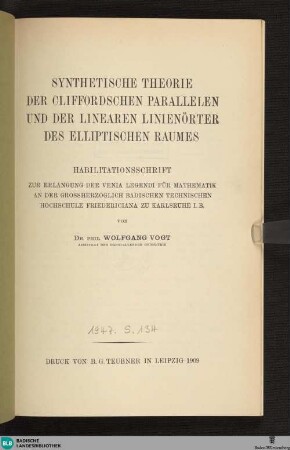 SYNTHETISCHE THEORIE
DER CLIFFORDSCHEN PARALLELEN
UND DER LINEAREN LINIENÖRTER
DES ELLIPTISCHEN RAUMES
HABILITATIONSSCHRIFT
ZUR ERLANGUNG DER VENIA LEGENDI FÜR MATHEMATIK
AN DER GROSSHERZOGLICH BADISCHEN TECHNISCHEN
HOCHSCHULE FRIDERICIANA ZU KARLSRUHE I. B.
VON
DR. PHIL. WOLFGANG VOGT
DRUCK VON B. G. TEUBNER IN LEIPZIG 1909
BLB
BADISCHE
LANDESBIBLIOTHEK
Baden-Württemberg